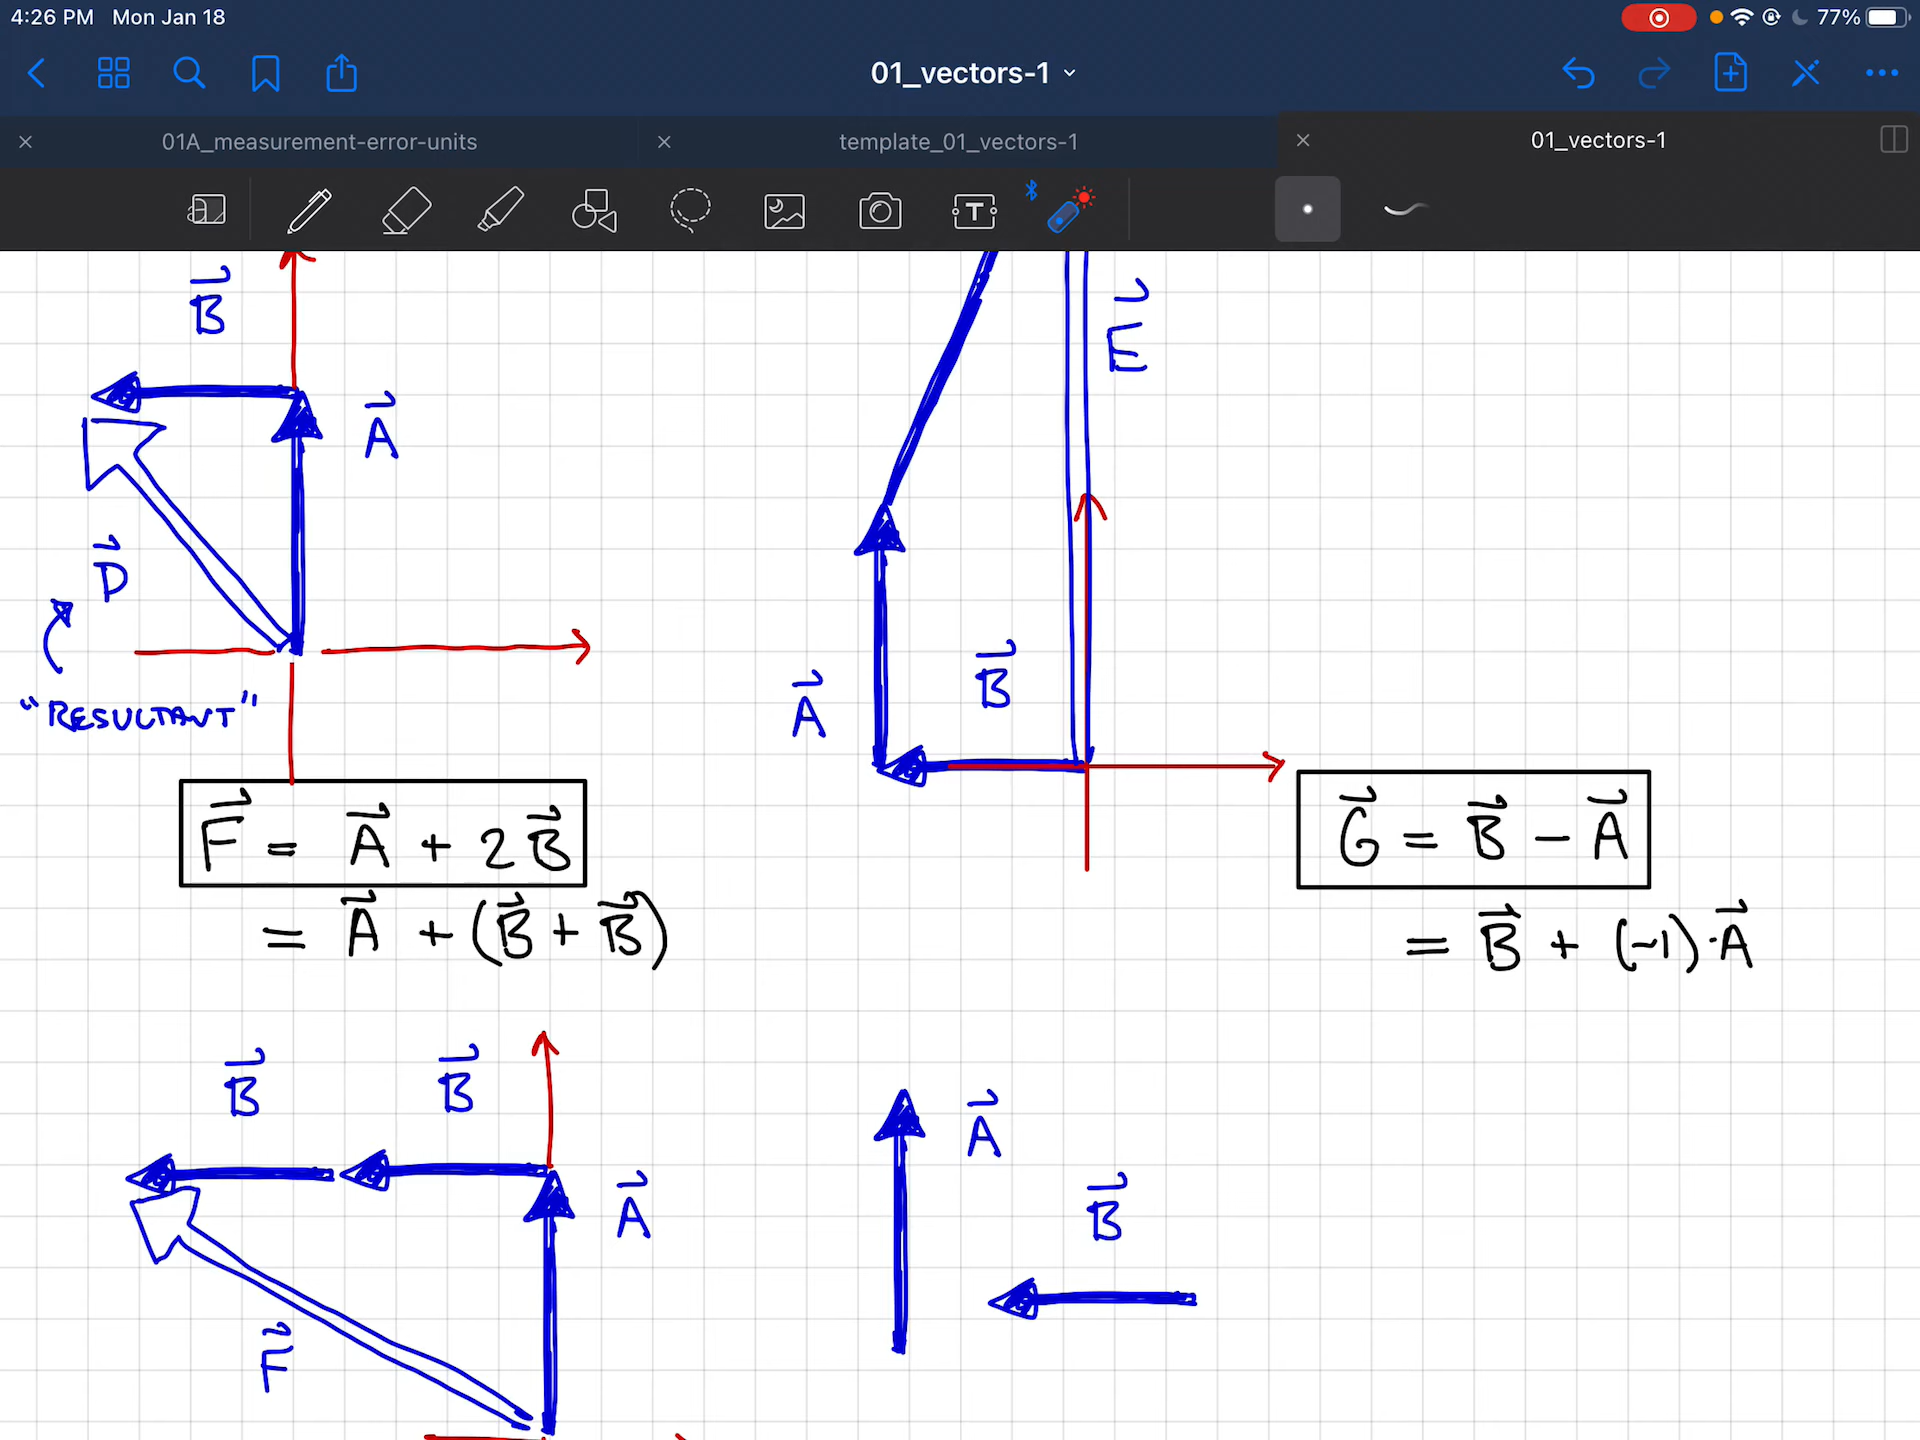 4:26 PM Mon Jan 18
77%
01_vectors-1
01A_measurement-error-units
template_01_vectors-1
01_vectors-1
T
B⃗
E⃗
A⃗
D⃗
"RESULTANT"
B⃗
A⃗
F⃗ = A⃗ + 2B⃗
= A⃗ + (B⃗ + B⃗)
G⃗ = B⃗ − A⃗
= B⃗ + (-1)·A⃗
B⃗ B⃗
A⃗
F⃗
A⃗
B⃗